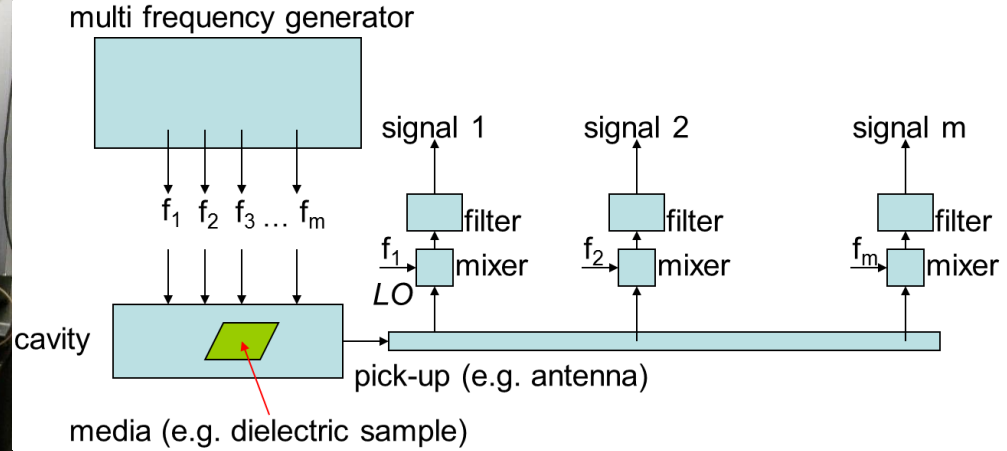 multi frequency generator
signal 1 signal 2 signal m
f₁ f₂ f₃ ... fₘ
filter filter filter
f₁ mixer f₂ mixer fₘ mixer
LO
cavity
pick-up (e.g. antenna)
media (e.g. dielectric sample)